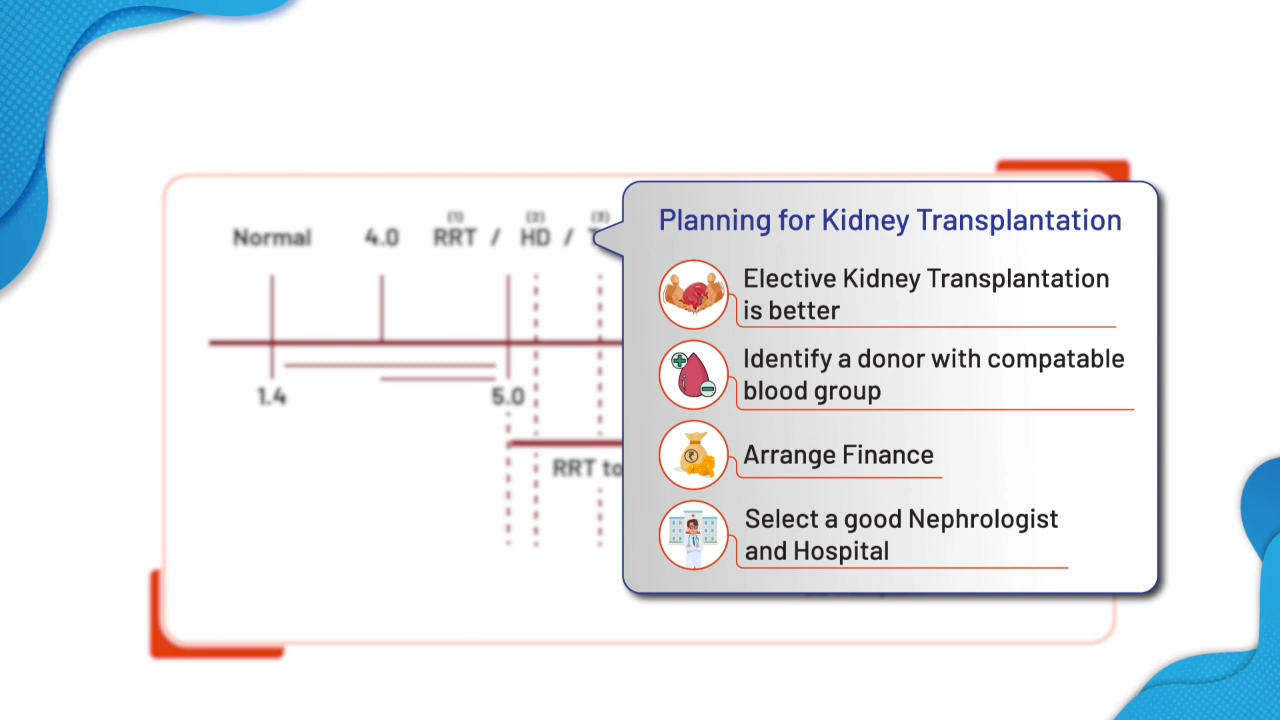 Planning for Kidney Transplantation
Elective Kidney Transplantation
is better
Identify a donor with compatable
blood group
Arrange Finance
Select a good Nephrologist
and Hospital
(1) (2) (3)
Normal 4.0 RRT / HD /
1.4 5.0
RRT to